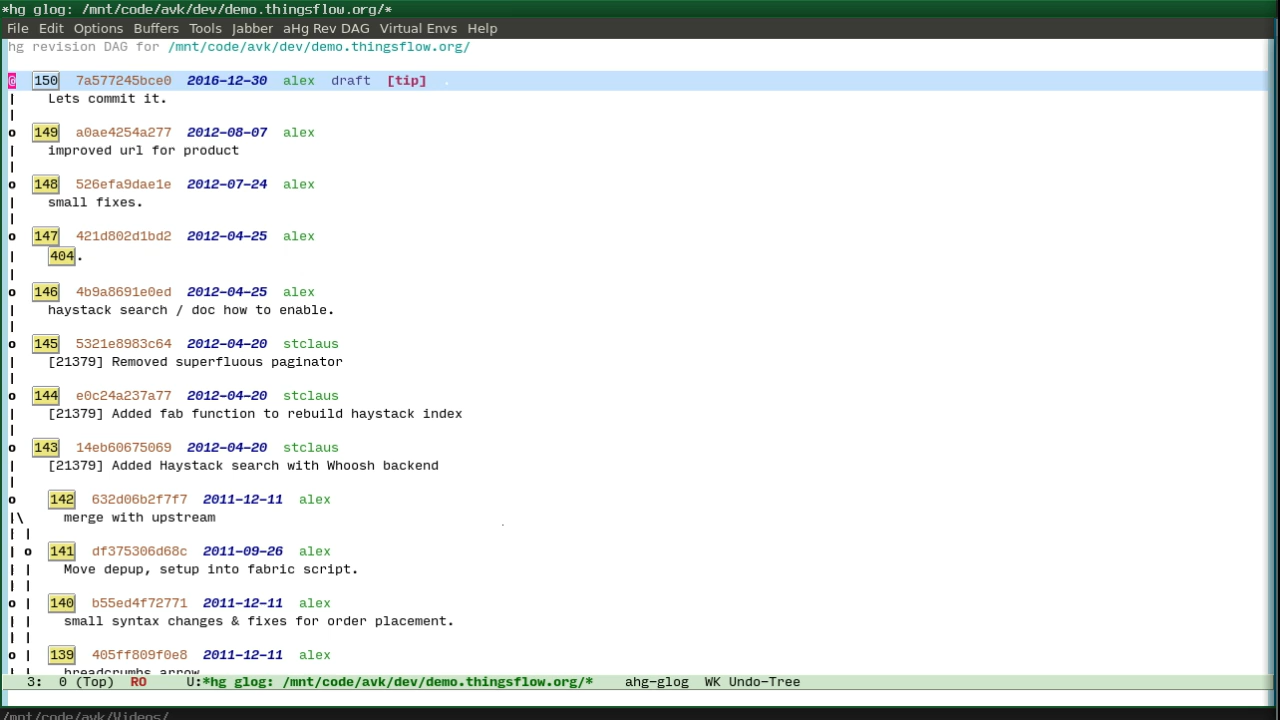 *hg glog: /mnt/code/avk/dev/demo.thingsflow.org/*
File Edit Options Buffers Tools Jabber aHg Rev DAG Virtual Envs Help
hg revision DAG for /mnt/code/avk/dev/demo.thingsflow.org/
@ 150 7a577245bce0 2016-12-30 alex draft [tip]
| Lets commit it.
|
o 149 a0ae4254a277 2012-08-07 alex
| improved url for product
|
o 148 526efa9dae1e 2012-07-24 alex
| small fixes.
|
o 147 421d802d1bd2 2012-04-25 alex
| 404.
|
o 146 4b9a8691e0ed 2012-04-25 alex
| haystack search / doc how to enable.
|
o 145 5321e8983c64 2012-04-20 stclaus
| [21379] Removed superfluous paginator
|
o 144 e0c24a237a77 2012-04-20 stclaus
| [21379] Added fab function to rebuild haystack index
|
o 143 14eb60675069 2012-04-20 stclaus
| [21379] Added Haystack search with Whoosh backend
|
o 142 632d06b2f7f7 2011-12-11 alex
|\ merge with upstream
| |
| o 141 df375306d68c 2011-09-26 alex
| | Move depup, setup into fabric script.
| |
o | 140 b55ed4f72771 2011-12-11 alex
| | small syntax changes & fixes for order placement.
| |
o | 139 405ff809f0e8 2011-12-11 alex
| | breadcrumbs arrow
3: 0 (Top) RO U:*hg glog: /mnt/code/avk/dev/demo.thingsflow.org/* ahg-glog WK Undo-Tree
/mnt/code/avk/Videos/